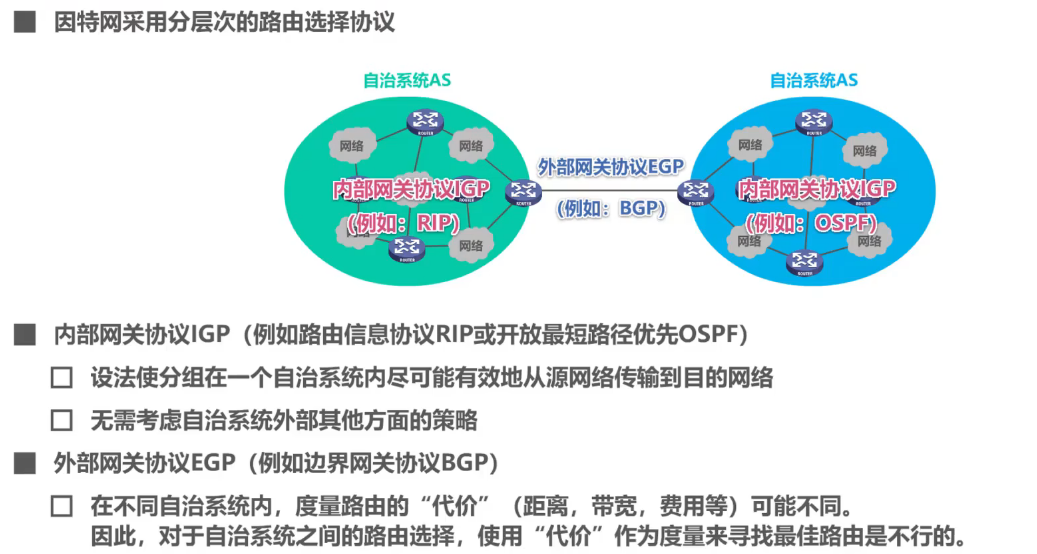 因特网采用分层次的路由选择协议
自治系统AS
自治系统AS
网络
网络
ROUTER
内部网关协议IGP
(例如：RIP)
网络
网络
ROUTER
ROUTER
外部网关协议EGP
(例如：BGP)
ROUTER
网络
网络
ROUTER
内部网关协议IGP
(例如：OSPF)
网络
网络
ROUTER
内部网关协议IGP（例如路由信息协议RIP或开放最短路径优先OSPF）
设法使分组在一个自治系统内尽可能有效地从源网络传输到目的网络
无需考虑自治系统外部其他方面的策略
外部网关协议EGP（例如边界网关协议BGP）
在不同自治系统内，度量路由的“代价”（距离，带宽，费用等）可能不同。
因此，对于自治系统之间的路由选择，使用“代价”作为度量来寻找最佳路由是不行的。